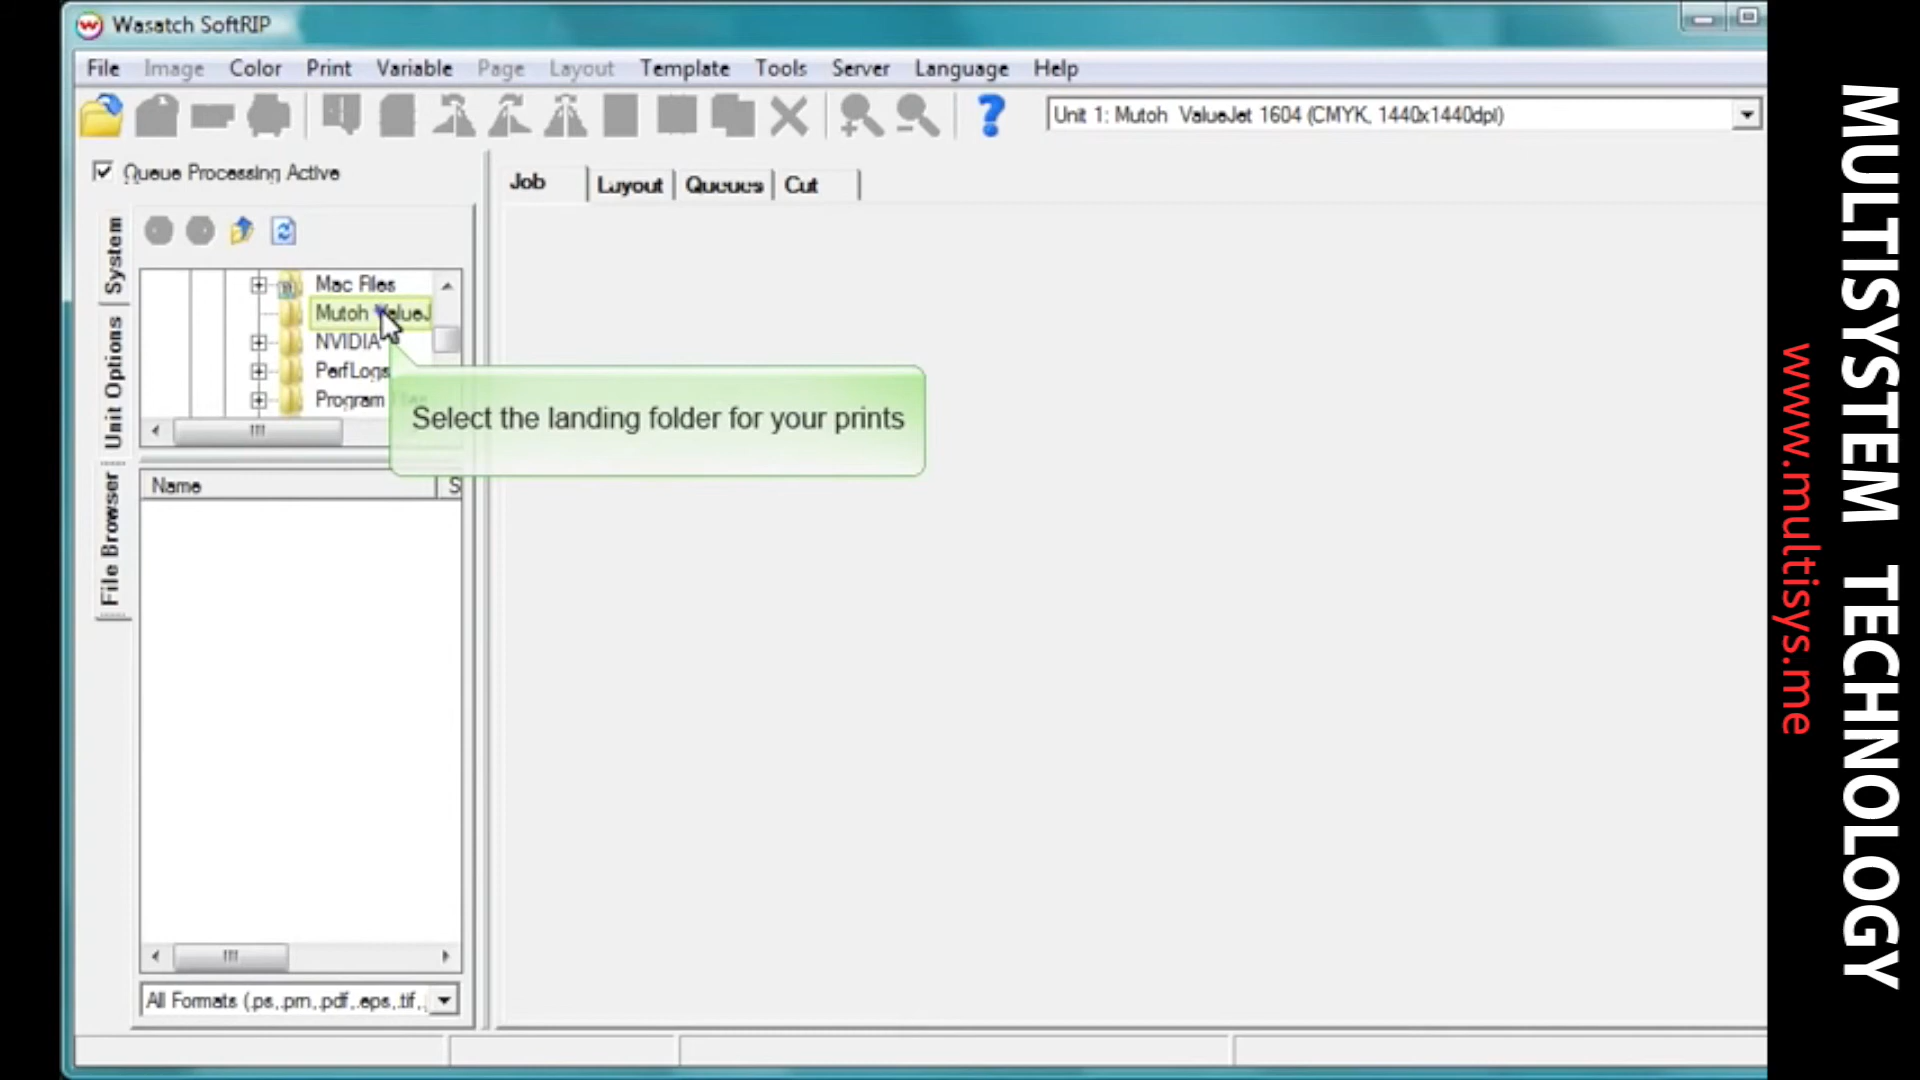 Wasatch SoftRIP
File Image Color Print Variable Page Layout Template Tools Server Language Help
Unit 1: Mutoh ValueJet 1604 (CMYK, 1440x1440dpi)
Queue Processing Active
Job Layout Queues Cut
System
Unit Options
File Browser
Mac Files
Mutoh ValueJ
NVIDIA
PerfLogs
Program
Select the landing folder for your prints
Name S
All Formats (.ps,.prn,.pdf,.eps,.tif,.
MULTISYSTEM TECHNOLOGY
www.multisys.me